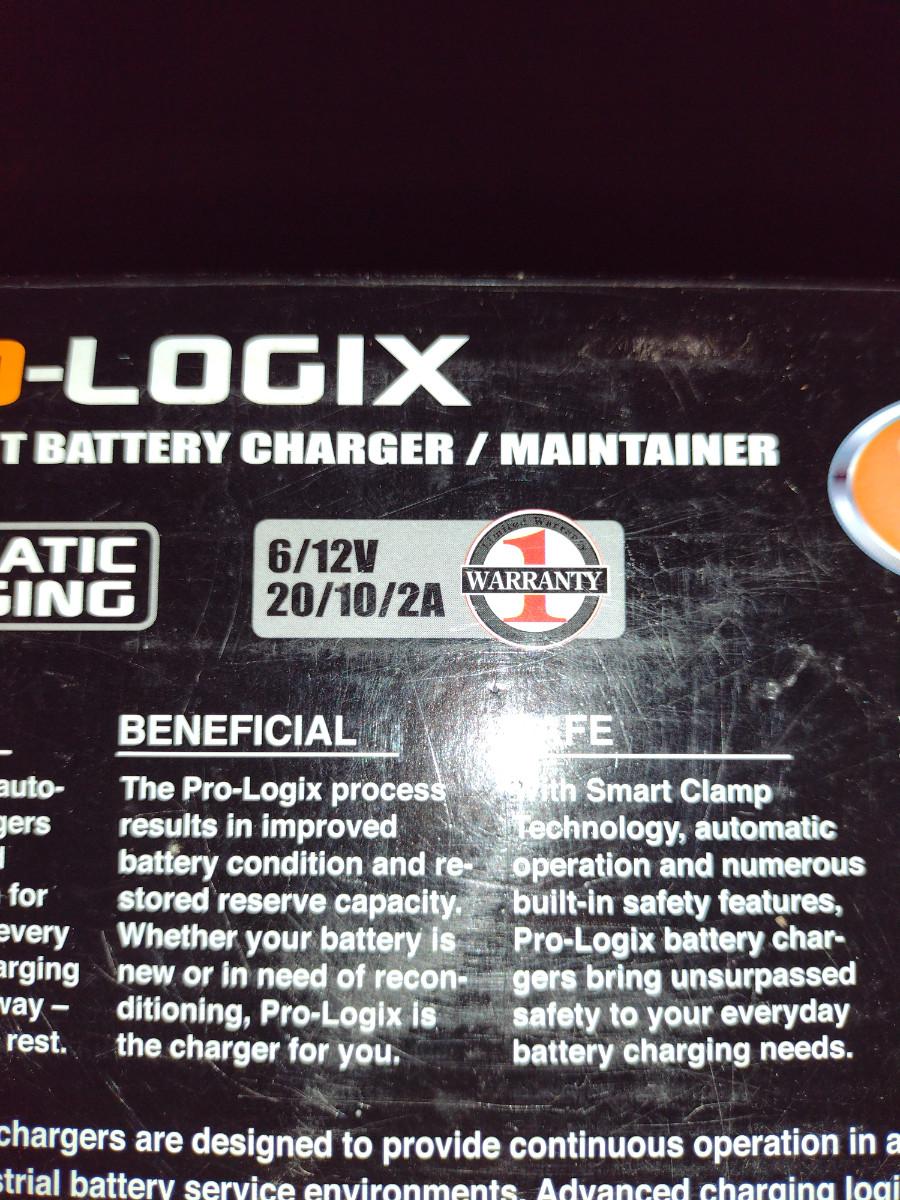 -LOGIX
T BATTERY CHARGER / MAINTAINER
ATIC
GING
6/12V
20/10/2A
Limited Warranty
1
WARRANTY
BENEFICIAL
The Pro-Logix process
results in improved
battery condition and re-
stored reserve capacity.
Whether your battery is
new or in need of recon-
ditioning, Pro-Logix is
the charger for you.
FE
ith Smart Clamp
Technology, automatic
operation and numerous
built-in safety features,
Pro-Logix battery char-
gers bring unsurpassed
safety to your everyday
battery charging needs.
auto-
gers
for
every
arging
way –
rest.
chargers are designed to provide continuous operation in a
strial battery service environments. Advanced charging logi